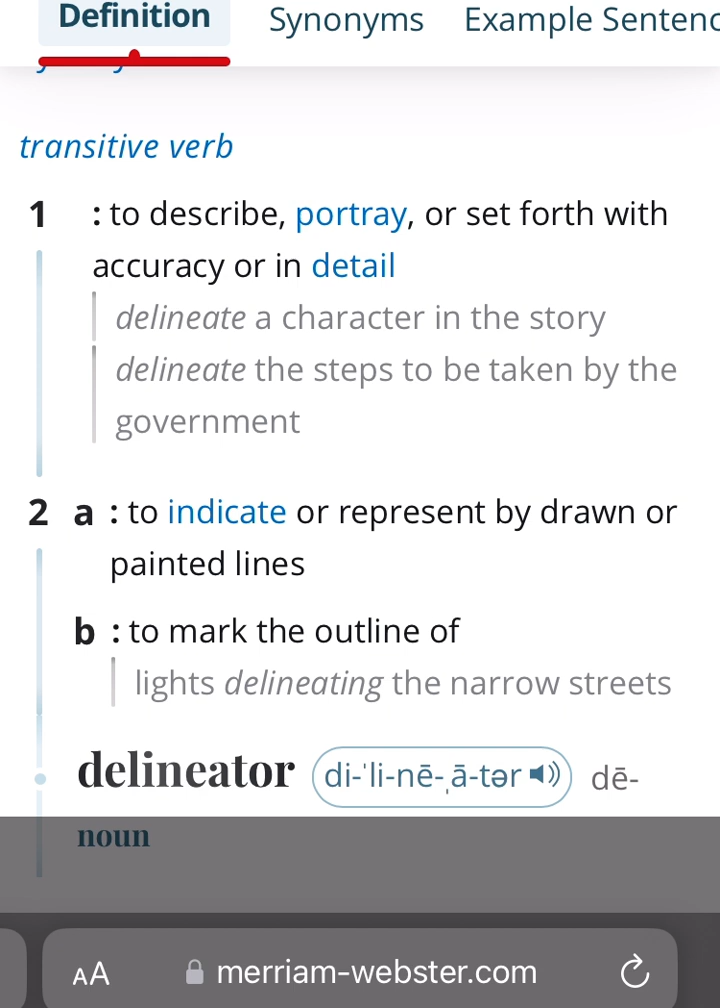 Definition Synonyms Example Sentenc
transitive verb
1 : to describe, portray, or set forth with
accuracy or in detail
delineate a character in the story
delineate the steps to be taken by the
government
2 a : to indicate or represent by drawn or
painted lines
b : to mark the outline of
lights delineating the narrow streets
delineator di-ˈli-nē-ˌā-tər dē-
noun
AA merriam-webster.com